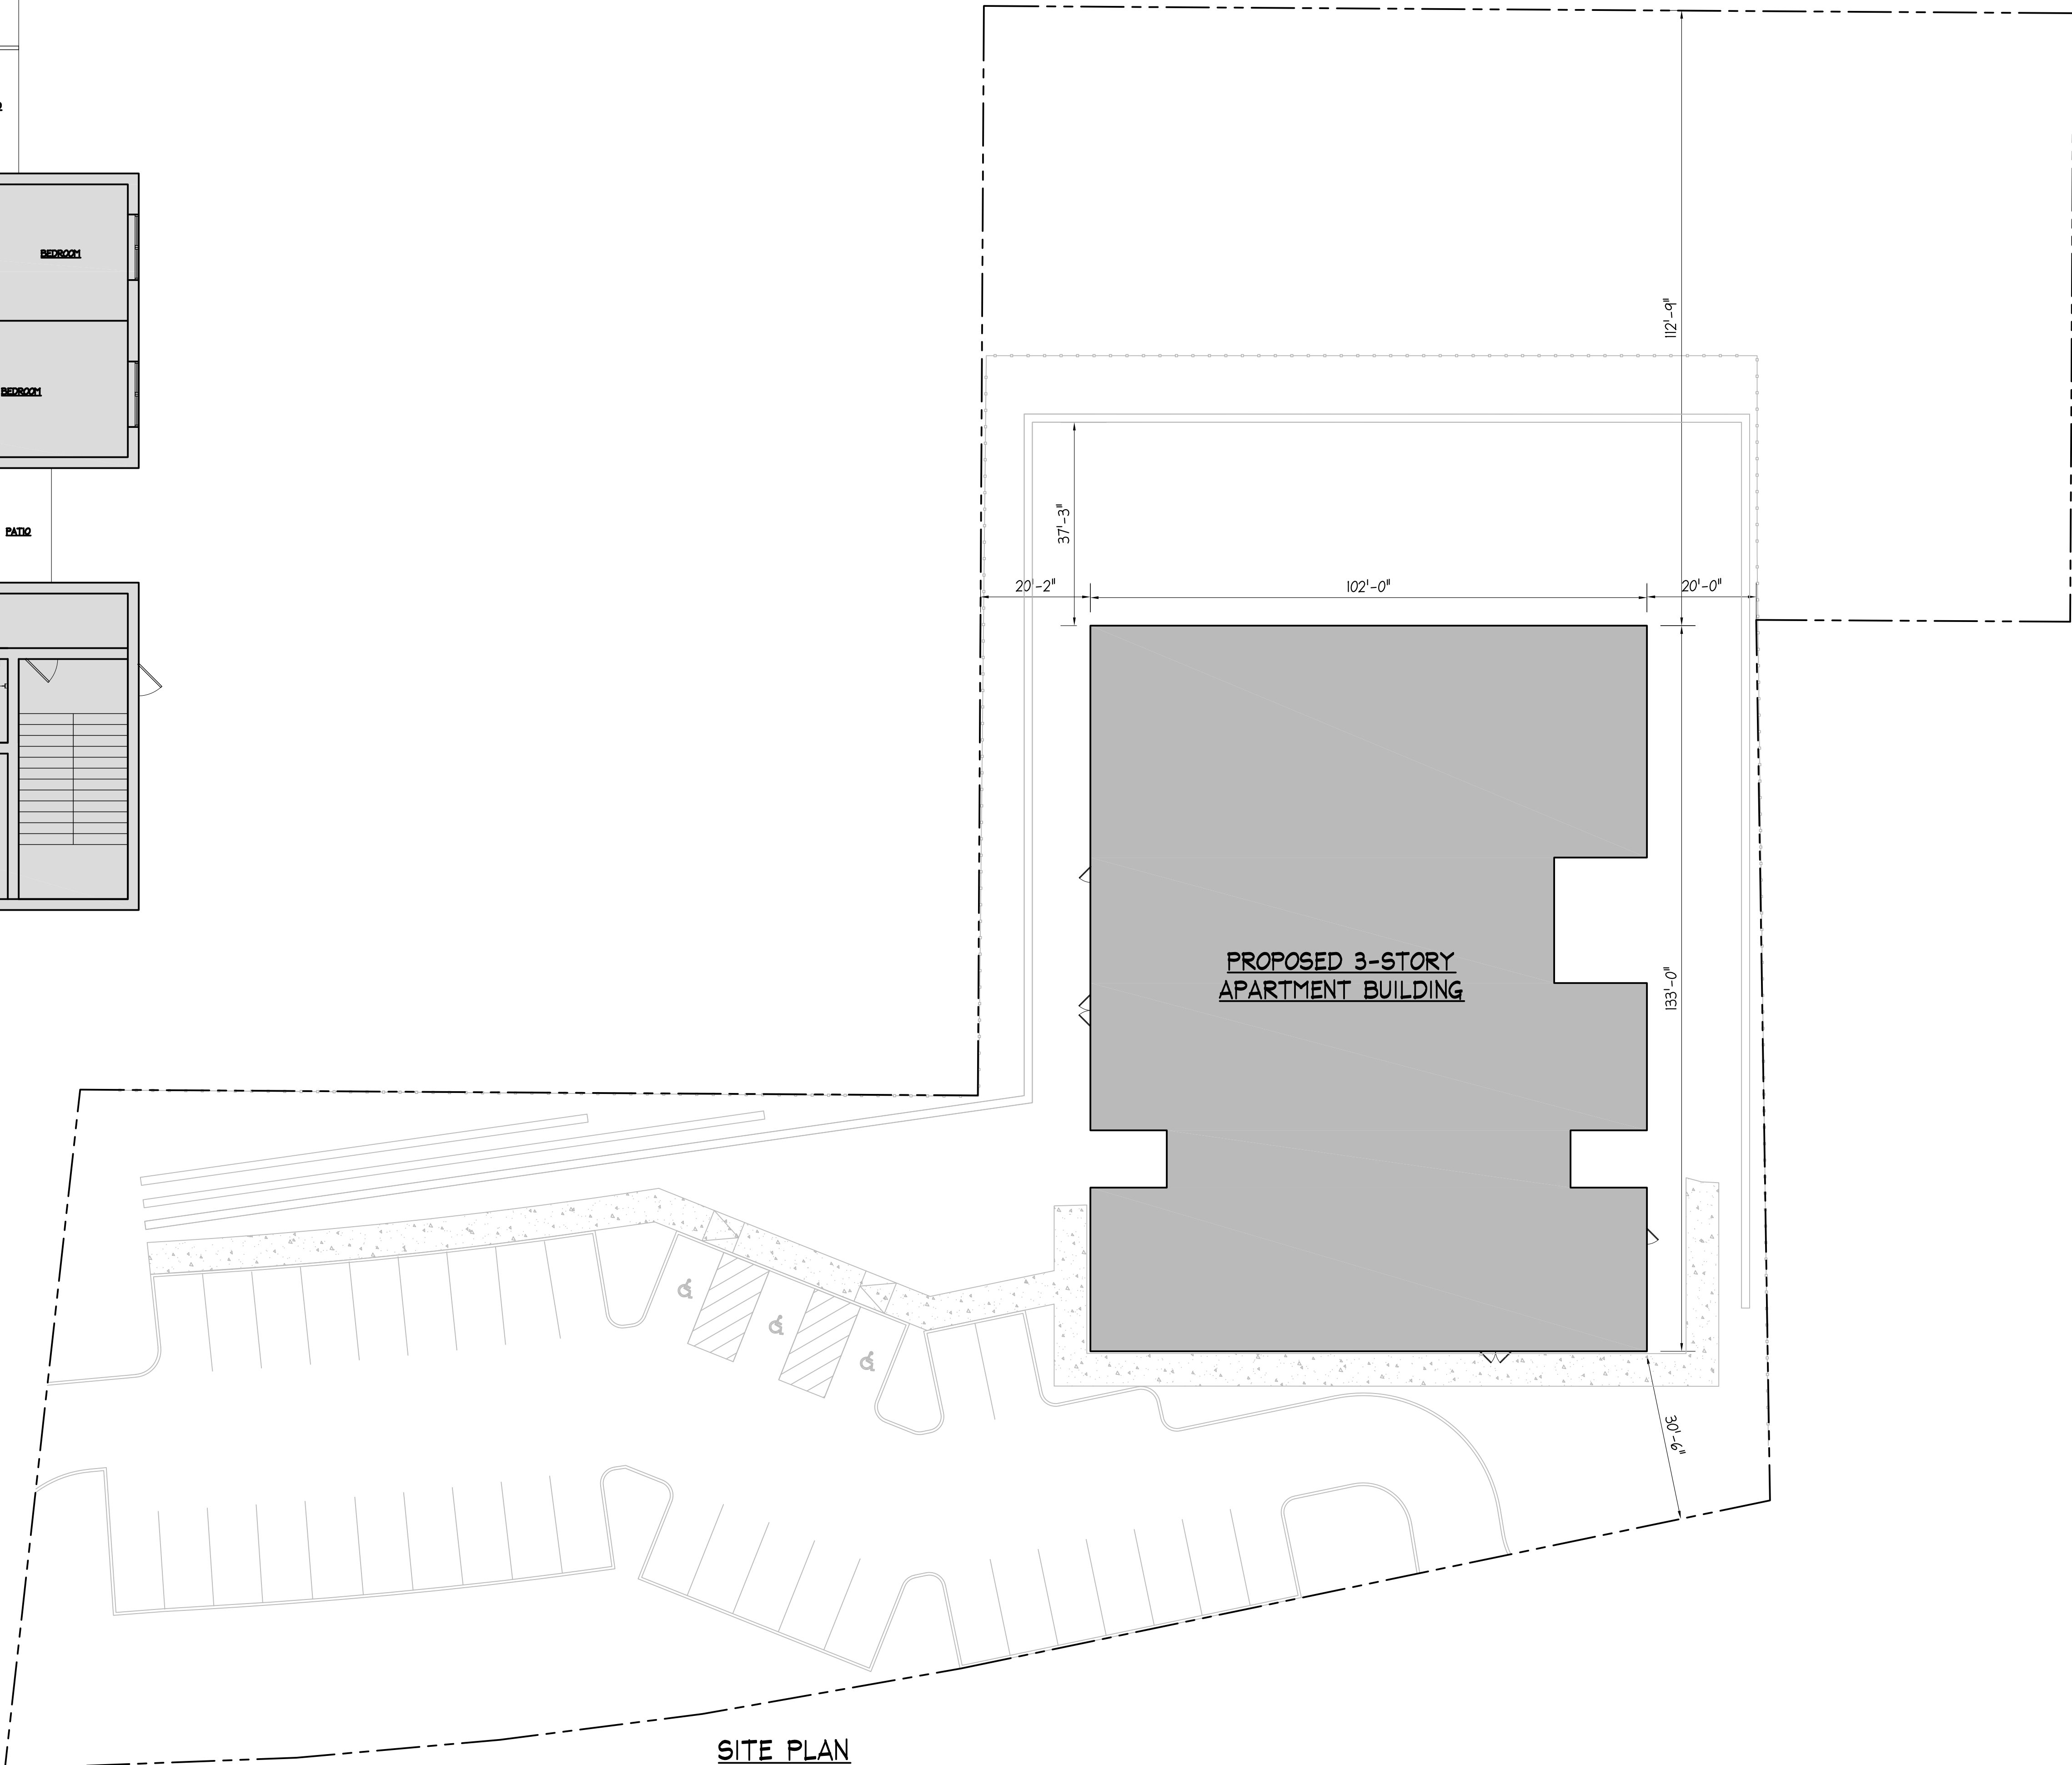 BEDROOM
BEDROOM
PATIO
112'-9"
37'-3"
20'-2"
102'-0"
20'-0"
PROPOSED 3-STORY
APARTMENT BUILDING
133'-0"
30'-6"
SITE PLAN